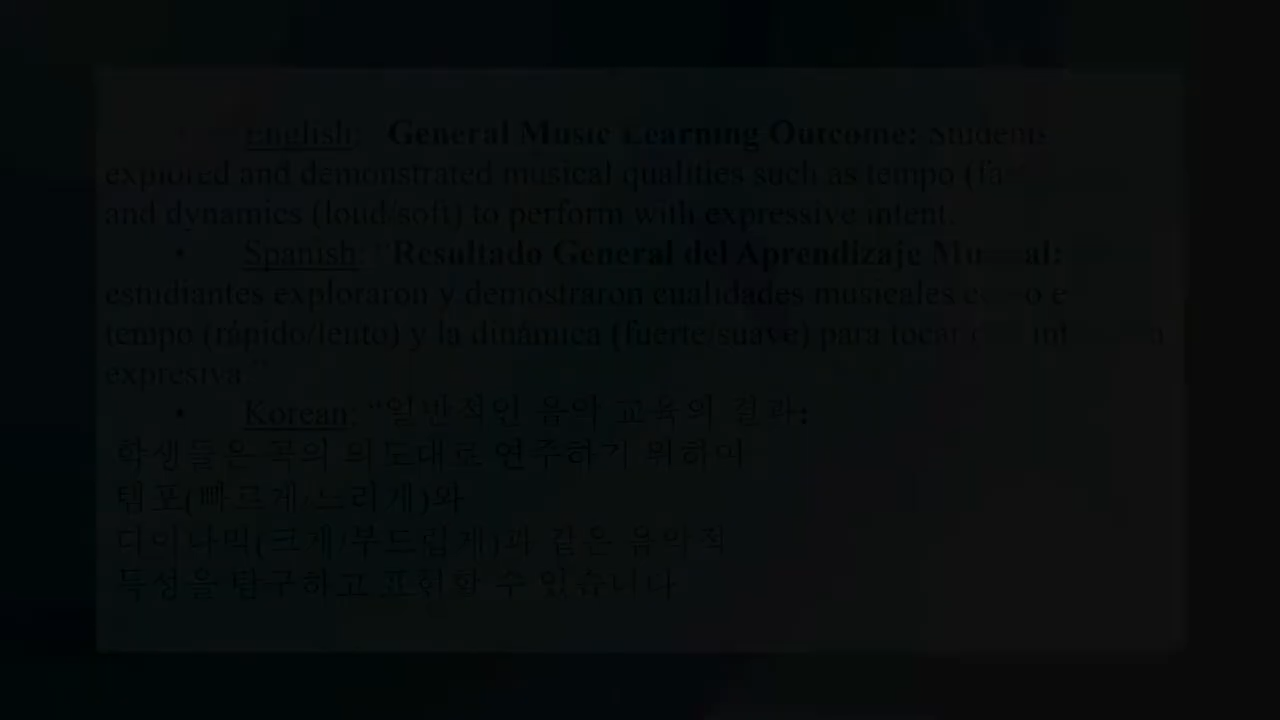 English: General Music Learning Outcome: Students
explored and demonstrated musical qualities such as tempo
and dynamics (loud/soft) to perform with expressive intent.
• Spanish: "Resultado General del Aprendizaje Musical:
estudiantes exploraron y demostraron cualidades musicales como e
tempo (rápido/lento) y la dinámica (fuerte/suave) para tocar
expresiva."
• Korean: "일반적인 음악 교육의 결과:
학생들은 곡의 의도대로 연주하기 위하여
템포(빠르게/느리게)와
다이나믹(크게/부드럽게)과 같은 음악적
특성을 탐구하고 표현할 수 있습니다